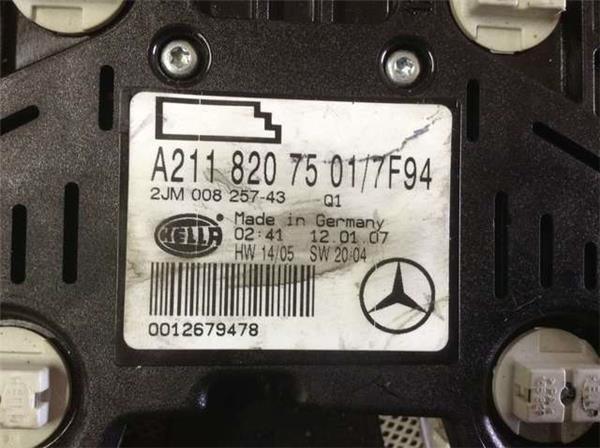 A211 820 75 01/7F94
2JM 008 257-43 Q1
HELLA
Made in Germany
02:41 12.01.07
HW 14/05 SW 20:04
0012679478